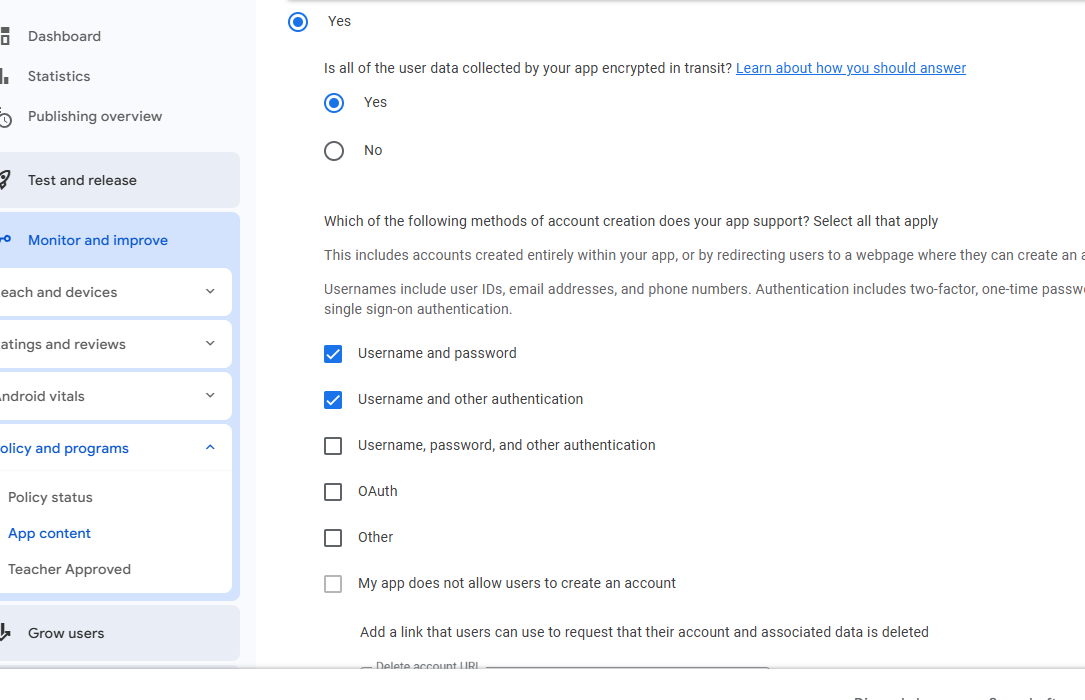 Dashboard
Statistics
Publishing overview
Test and release
Monitor and improve
each and devices
atings and reviews
ndroid vitals
olicy and programs
Policy status
App content
Teacher Approved
Grow users
Yes
Is all of the user data collected by your app encrypted in transit? Learn about how you should answer
Yes
No
Which of the following methods of account creation does your app support? Select all that apply
This includes accounts created entirely within your app, or by redirecting users to a webpage where they can create an a
Usernames include user IDs, email addresses, and phone numbers. Authentication includes two-factor, one-time passw
single sign-on authentication.
Username and password
Username and other authentication
Username, password, and other authentication
OAuth
Other
My app does not allow users to create an account
Add a link that users can use to request that their account and associated data is deleted
Delete account URL